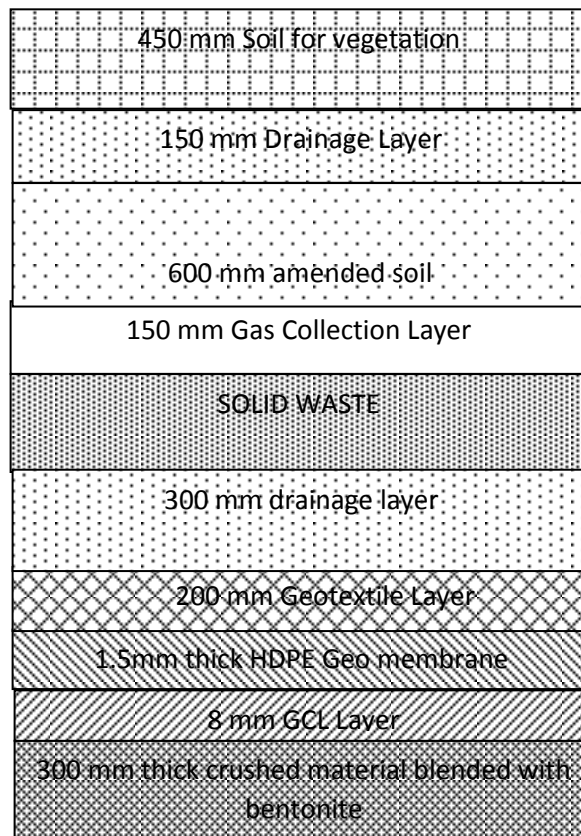 450 mm Soil for vegetation
150 mm Drainage Layer
600 mm amended soil
150 mm Gas Collection Layer
SOLID WASTE
300 mm drainage layer
200 mm Geotextile Layer
1.5mm thick HDPE Geo membrane
8 mm GCL Layer
300 mm thick crushed material blended with
bentonite